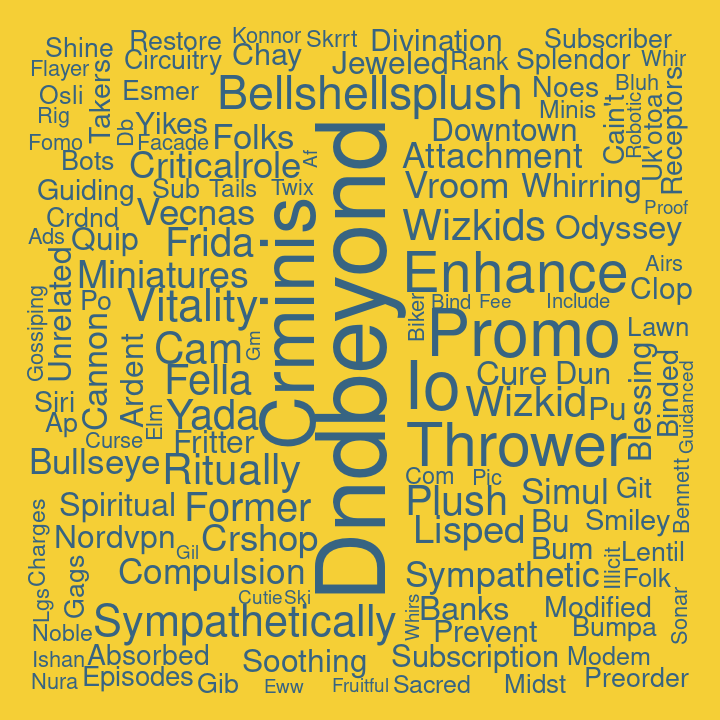 Shine
Restore
Konnor
Skrrt
Divination
Subscriber
Flayer
Circuitry
Chay
Jeweled
Rank
Splendor
Whir
Osli
Takers
Esmer
Bellshellsplush
Noes
Bluh
Rig
Minis
Robotic
Receptors
Fomo
Db
Yikes
Facade
Folks
Downtown
Cain't
Uk'otoa
Bots
Criticalrole
Af
Attachment
Guiding
Sub
Tails
Twix
Vroom
Whirring
Crdnd
Vecnas
Wizkids
Odyssey
Proof
Ads
Quip
Frida
Crminis
Dndbeyond
Enhance
Airs
Unrelated
Miniatures
Clop
Gossiping
Po
Vitality
Biker
Bind
Fee
Include
Cannon
Ardent
Cam
Gm
Promo
Lawn
Siri
Fella
Io
Cure
Dun
Blessing
Binded
Guidanced
Ap
Elm
Yada
Wizkid
Pu
Curse
Fritter
Thrower
Bullseye
Ritually
Com
Pic
Bennett
Spiritual
Former
Plush
Simul
Git
Charges
Nordvpn
Gil
Crshop
Lisped
Bu
Smiley
Lgs
Gags
Compulsion
Bum
Illicit
Lentil
Sympathetic
Folk
Cutie
Ski
Whirs
Banks
Modified
Sonar
Noble
Sympathetically
Prevent
Bumpa
Ishan
Absorbed
Soothing
Subscription
Modem
Nura
Episodes
Gib
Eww
Fruitful
Sacred
Midst
Preorder